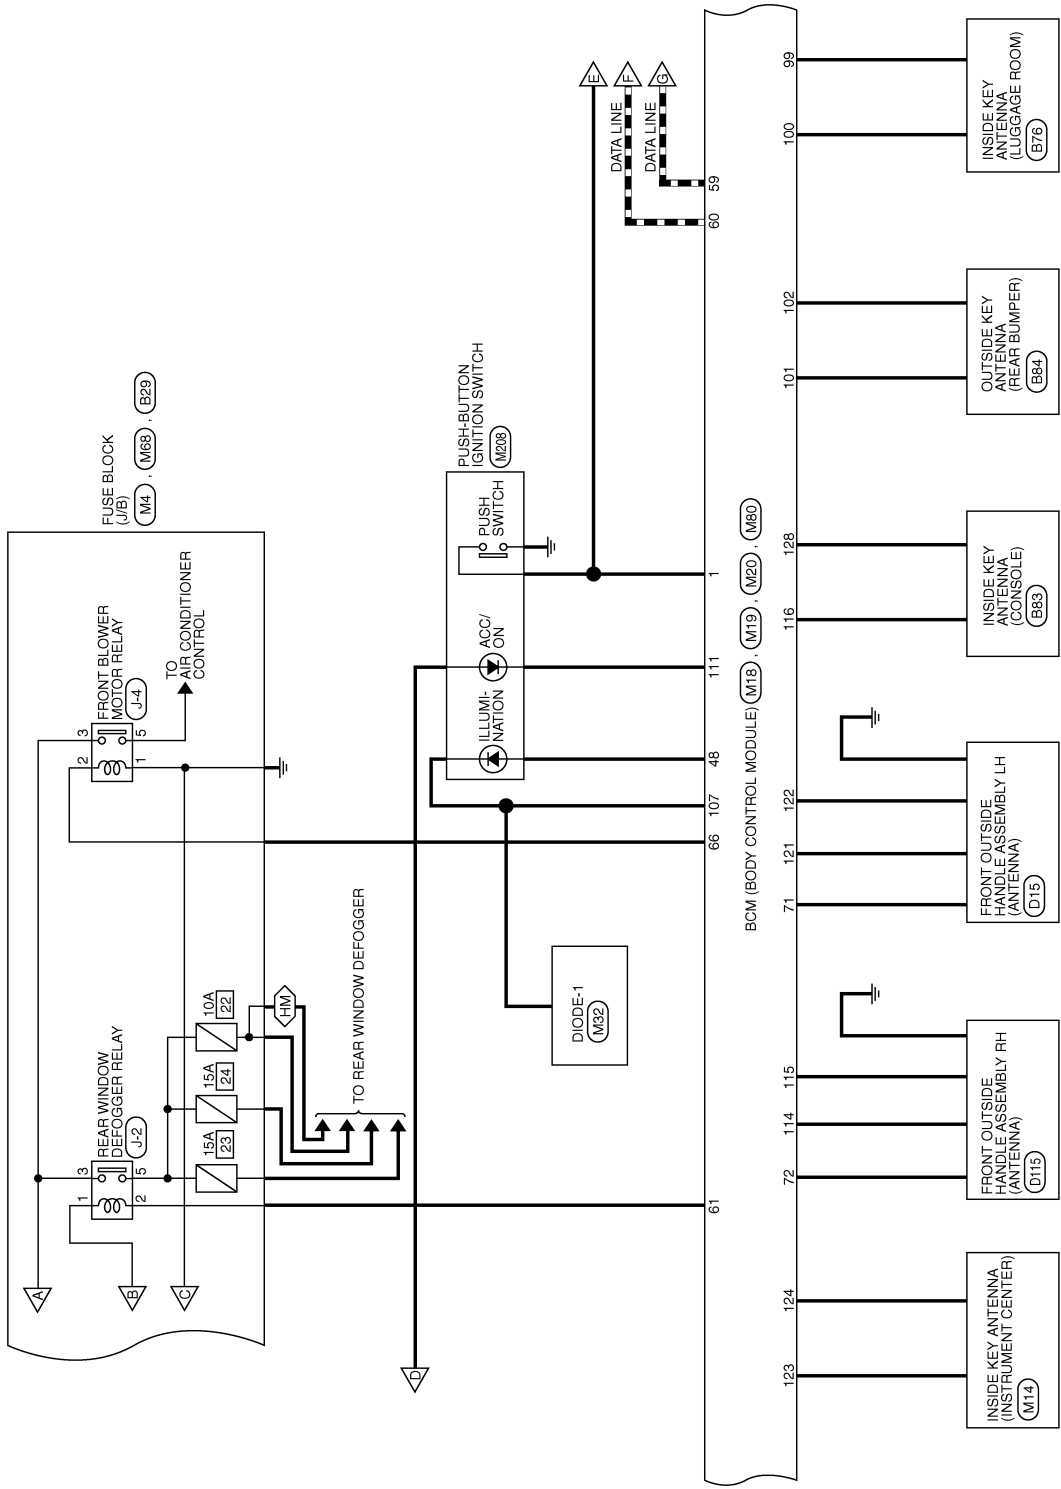 FUSE BLOCK
(J/B)
M4 , M68 , B29
A
B
C
REAR WINDOW
DEFOGGER RELAY
J-2
1
3
2
5
15A
23
15A
24
10A
22
HM
TO REAR WINDOW DEFOGGER
FRONT BLOWER
MOTOR RELAY
J-4
2
3
1
5
TO
AIR CONDITIONER
CONTROL
D
DIODE-1
M32
PUSH-BUTTON
IGNITION SWITCH
M208
ILLUMI-
NATION
ACC/
ON
PUSH
SWITCH
E
F
G
DATA LINE
DATA LINE
61
66
107
48
111
1
60
59
BCM (BODY CONTROL MODULE) M18 , M19 , M20 , M80
123
124
72
114
115
71
121
122
116
128
101
102
100
99
INSIDE KEY ANTENNA
(INSTRUMENT CENTER)
M14
FRONT OUTSIDE
HANDLE ASSEMBLY RH
(ANTENNA)
D115
FRONT OUTSIDE
HANDLE ASSEMBLY LH
(ANTENNA)
D15
INSIDE KEY
ANTENNA
(CONSOLE)
B83
OUTSIDE KEY
ANTENNA
(REAR BUMPER)
B84
INSIDE KEY
ANTENNA
(LUGGAGE ROOM)
B76